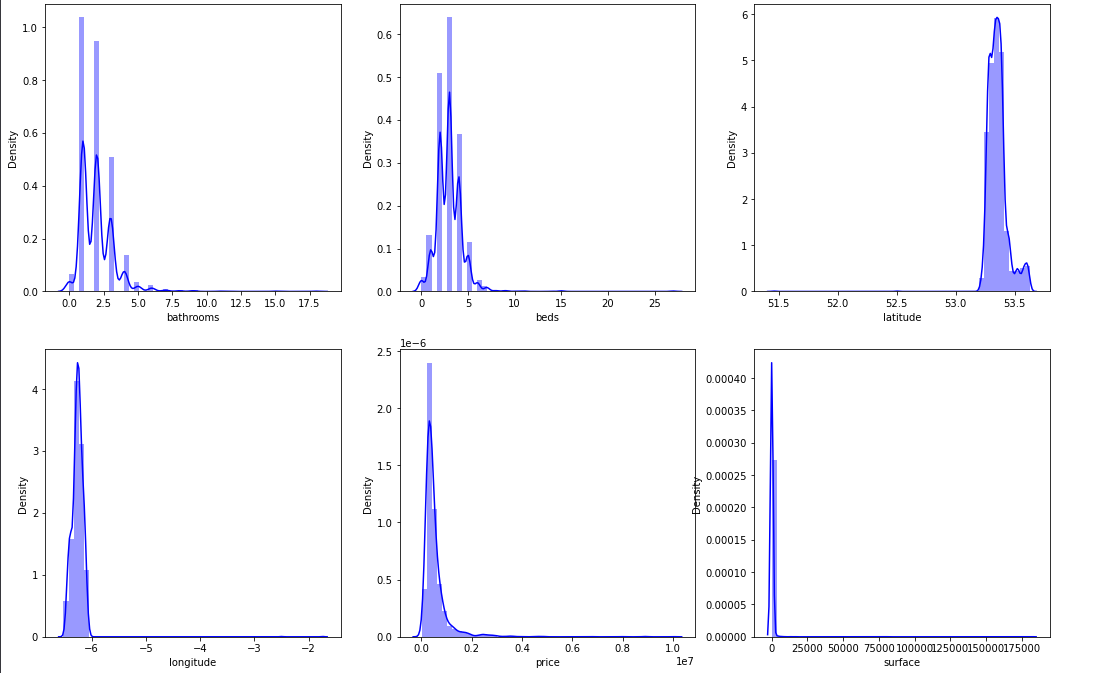 1.0
0.8
0.6
0.4
0.2
0.0
Density
0.0 2.5 5.0 7.5 10.0 12.5 15.0 17.5
bathrooms
0.6
0.5
0.4
0.3
0.2
0.1
0.0
Density
0 5 10 15 20 25
beds
6
5
4
3
2
1
0
Density
51.5 52.0 52.5 53.0 53.5
latitude
4
3
2
1
0
Density
−6 −5 −4 −3 −2
longitude
1e−6
2.5
2.0
1.5
1.0
0.5
0.0
Density
0.0 0.2 0.4 0.6 0.8 1.0
1e7
price
0.00040
0.00035
0.00030
0.00025
0.00020
0.00015
0.00010
0.00005
0.00000
Density
0 25000 50000 75000 100000 125000 150000 175000
surface